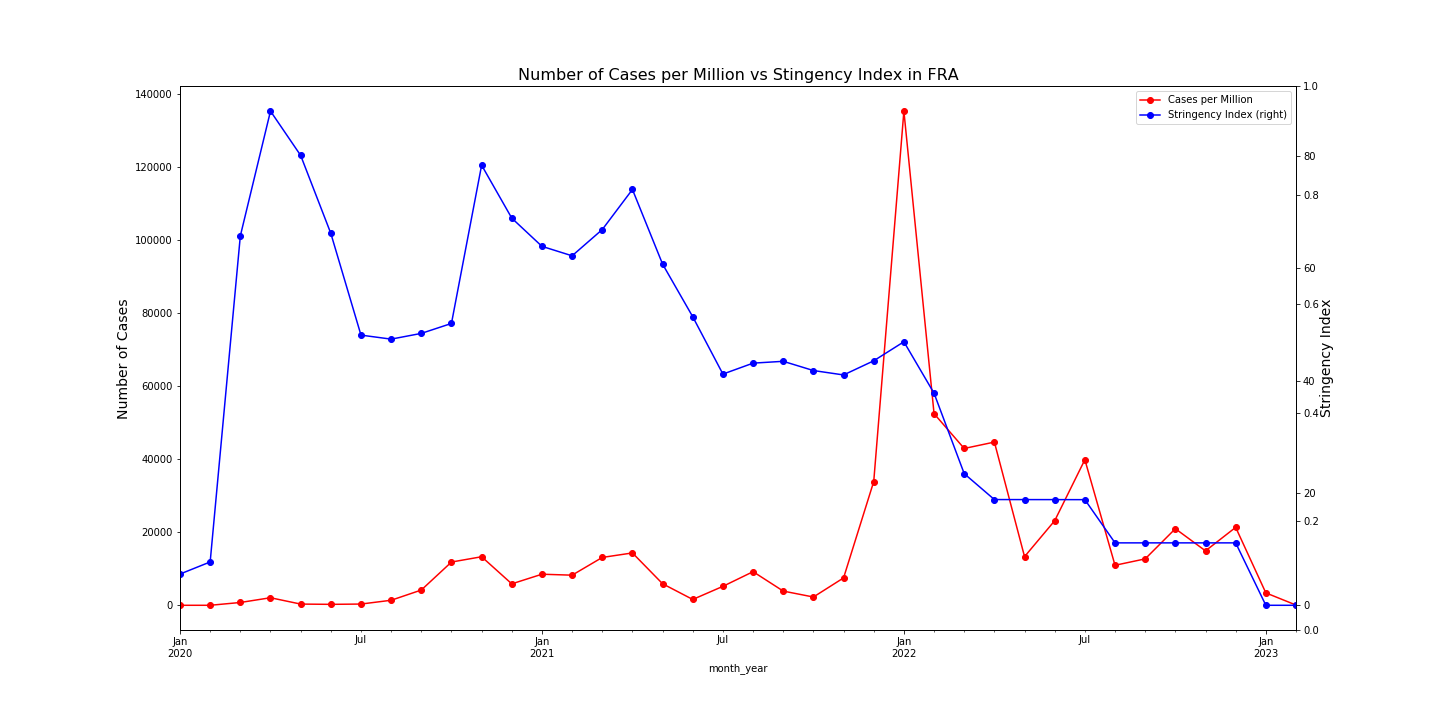 Number of Cases per Million vs Stingency Index in FRA
Cases per Million
Stringency Index (right)
140000
120000
100000
80000
60000
40000
20000
0
Number of Cases
1.0
80
0.8
60
0.6
40
0.4
20
0.2
0
0.0
Stringency Index
Jan
2020
Jul
Jan
2021
Jul
Jan
2022
Jul
Jan
2023
month_year